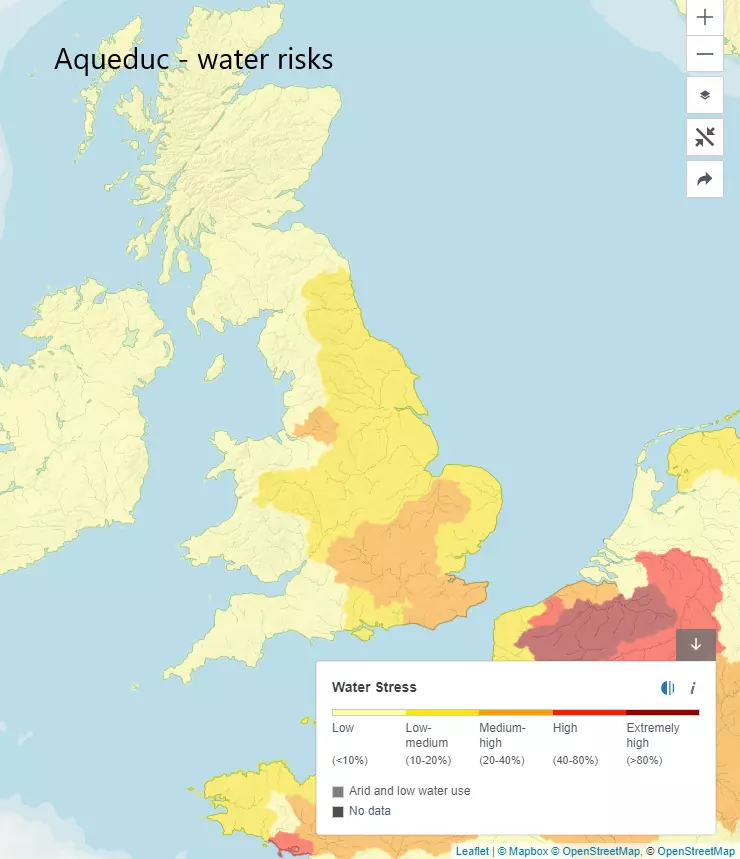 Aqueduc - water risks
Water Stress
i
Low
Low-
medium
Medium-
high
High
Extremely
high
(<10%)
(10-20%)
(20-40%)
(40-80%)
(>80%)
Arid and low water use
No data
Leaflet | © Mapbox © OpenStreetMap, © OpenStreetMap